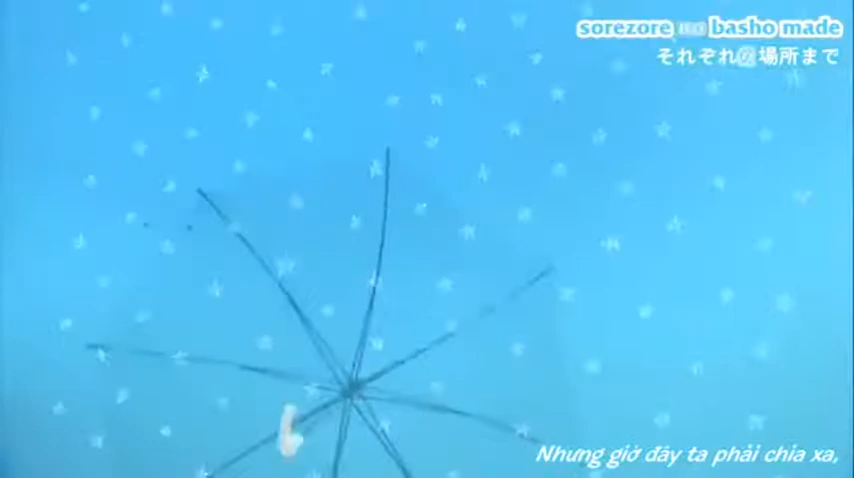 sorezore no basho made
それぞれの場所まで
Nhưng giờ đây ta phải chia xa,